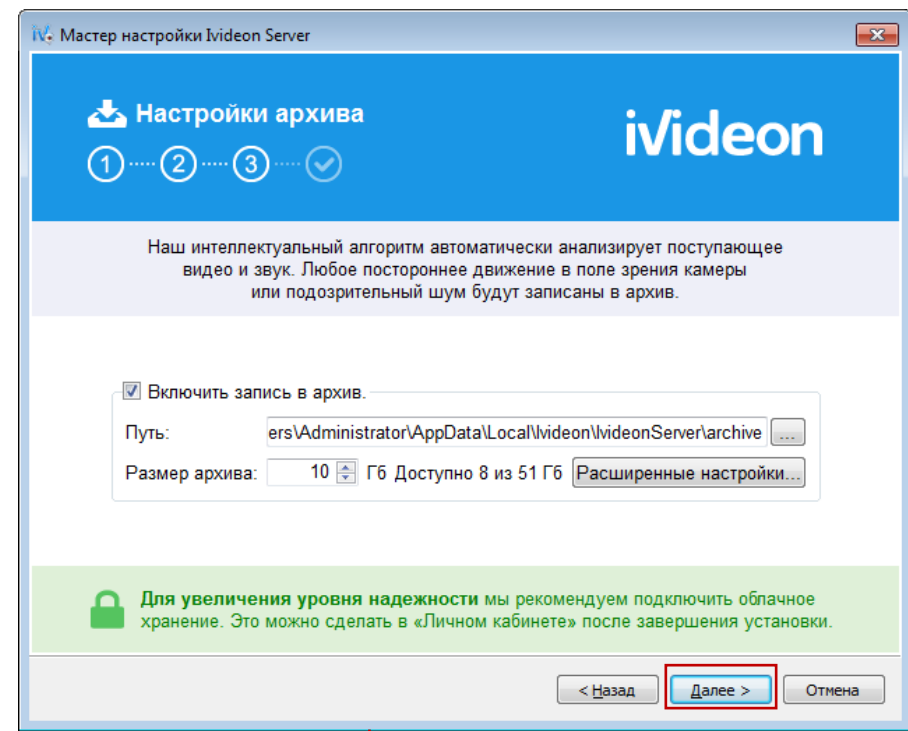 Мастер настройки Ivideon Server
Настройки архива
iVideon
1 2 3
Наш интеллектуальный алгоритм автоматически анализирует поступающее
видео и звук. Любое постороннее движение в поле зрения камеры
или подозрительный шум будут записаны в архив.
Включить запись в архив.
Путь: ers\Administrator\AppData\Local\Ivideon\IvideonServer\archive ...
Размер архива: 10 Гб Доступно 8 из 51 Гб Расширенные настройки...
Для увеличения уровня надежности мы рекомендуем подключить облачное
хранение. Это можно сделать в «Личном кабинете» после завершения установки.
< Назад Далее > Отмена